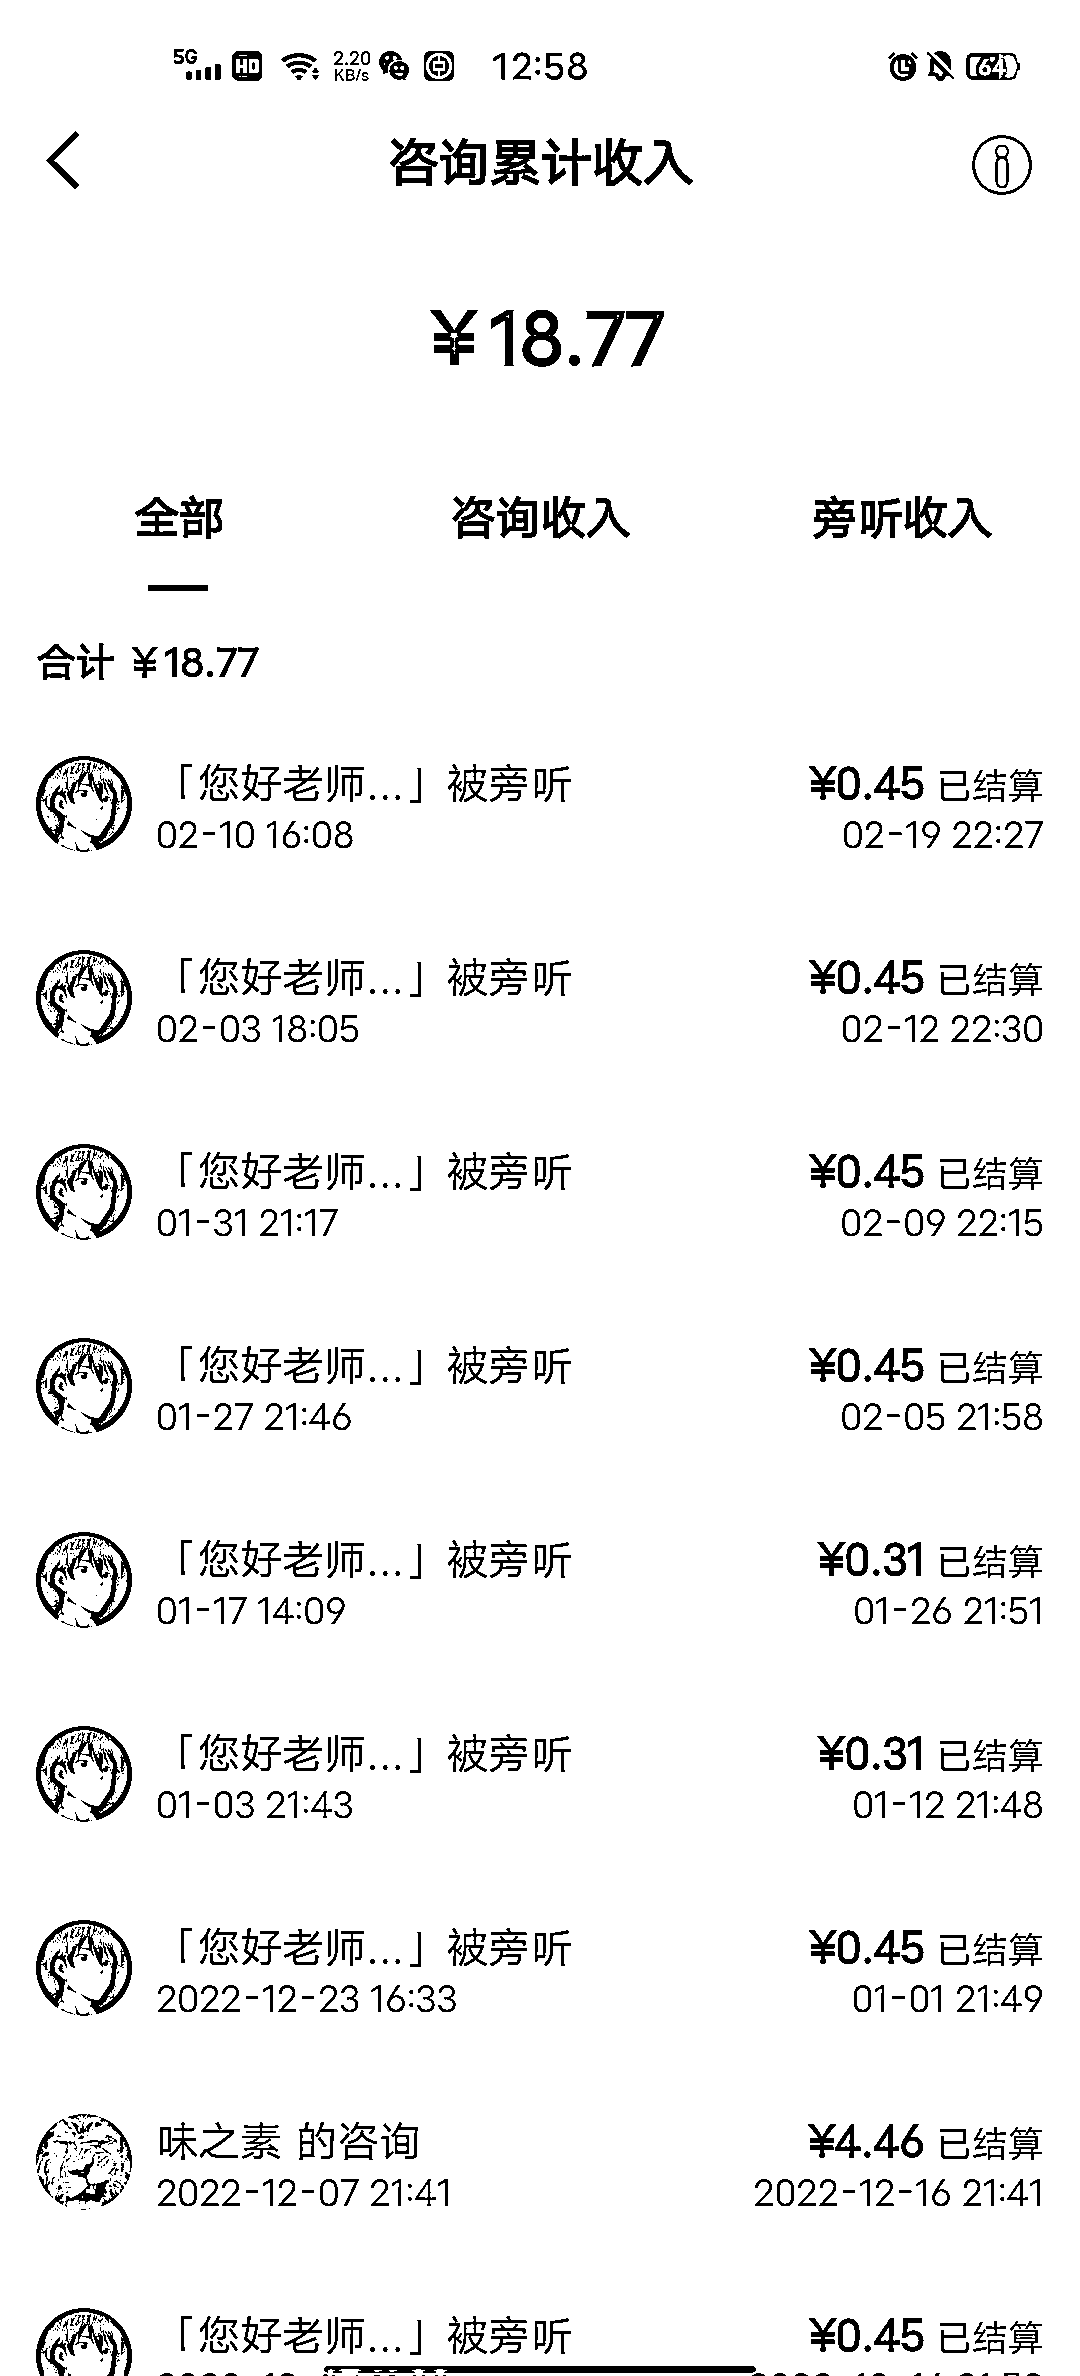 5G HD 2.20 KB/s 12:58 64
咨询累计收入
¥18.77
全部 咨询收入 旁听收入
合计 ¥18.77
「您好老师...」被旁听 ¥0.45 已结算
02-10 16:08 02-19 22:27
「您好老师...」被旁听 ¥0.45 已结算
02-03 18:05 02-12 22:30
「您好老师...」被旁听 ¥0.45 已结算
01-31 21:17 02-09 22:15
「您好老师...」被旁听 ¥0.45 已结算
01-27 21:46 02-05 21:58
「您好老师...」被旁听 ¥0.31 已结算
01-17 14:09 01-26 21:51
「您好老师...」被旁听 ¥0.31 已结算
01-03 21:43 01-12 21:48
「您好老师...」被旁听 ¥0.45 已结算
2022-12-23 16:33 01-01 21:49
味之素 的咨询 ¥4.46 已结算
2022-12-07 21:41 2022-12-16 21:41
「您好老师...」被旁听 ¥0.45 已结算